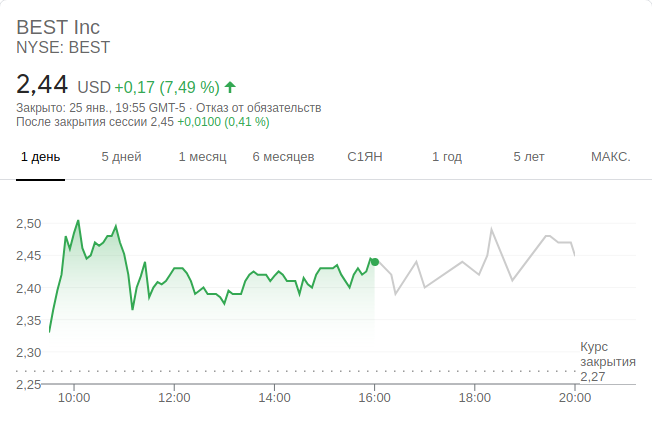 BEST Inc
NYSE: BEST
2,44 USD +0,17 (7,49 %)
Закрыто: 25 янв., 19:55 GMT-5 · Отказ от обязательств
После закрытия сессии 2,45 +0,0100 (0,41 %)
1 день 5 дней 1 месяц 6 месяцев С1ЯН 1 год 5 лет МАКС.
2,50
2,45
2,40
2,35
2,30
2,25
Курс
закрытия
2,27
10:00 12:00 14:00 16:00 18:00 20:00